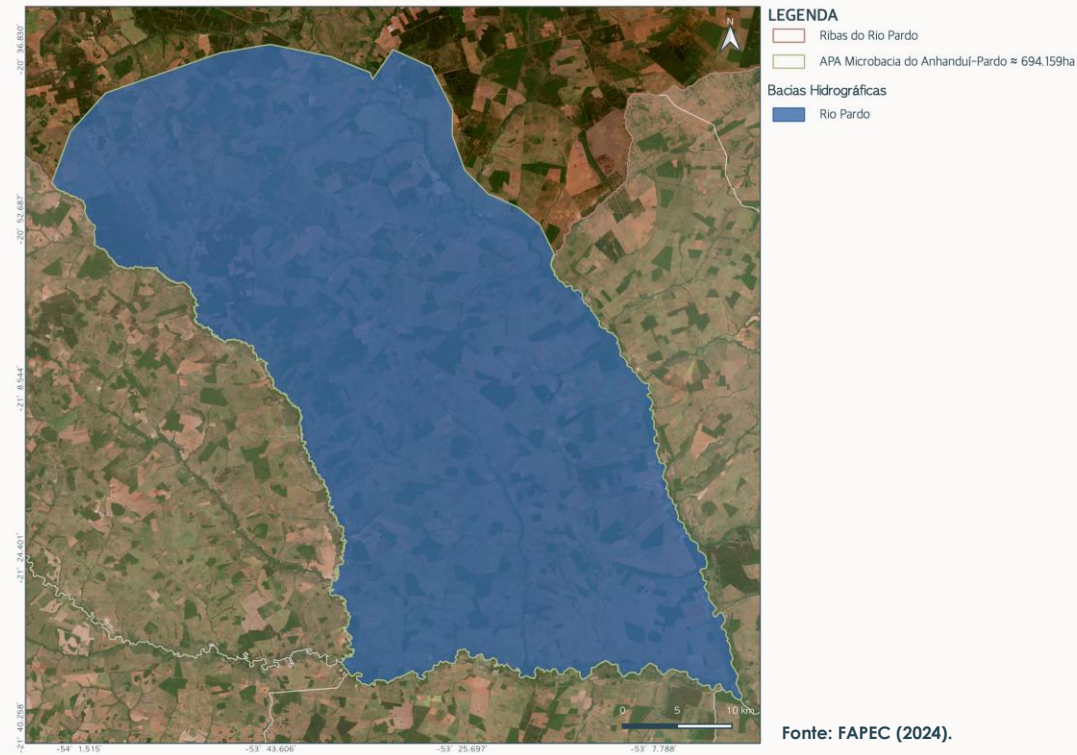 LEGENDA
Ribas do Rio Pardo
APA Microbacia do Anhanduí-Pardo ≈ 694.159ha
Bacias Hidrográficas
Rio Pardo
N
-20° 36.830'
-20° 52.687'
-21° 8.544'
-21° 24.401'
-21° 40.258'
0 5 10 km
-54° 1.515' -53° 43.606' -53° 25.697' -53° 7.788'
Fonte: FAPEC (2024).